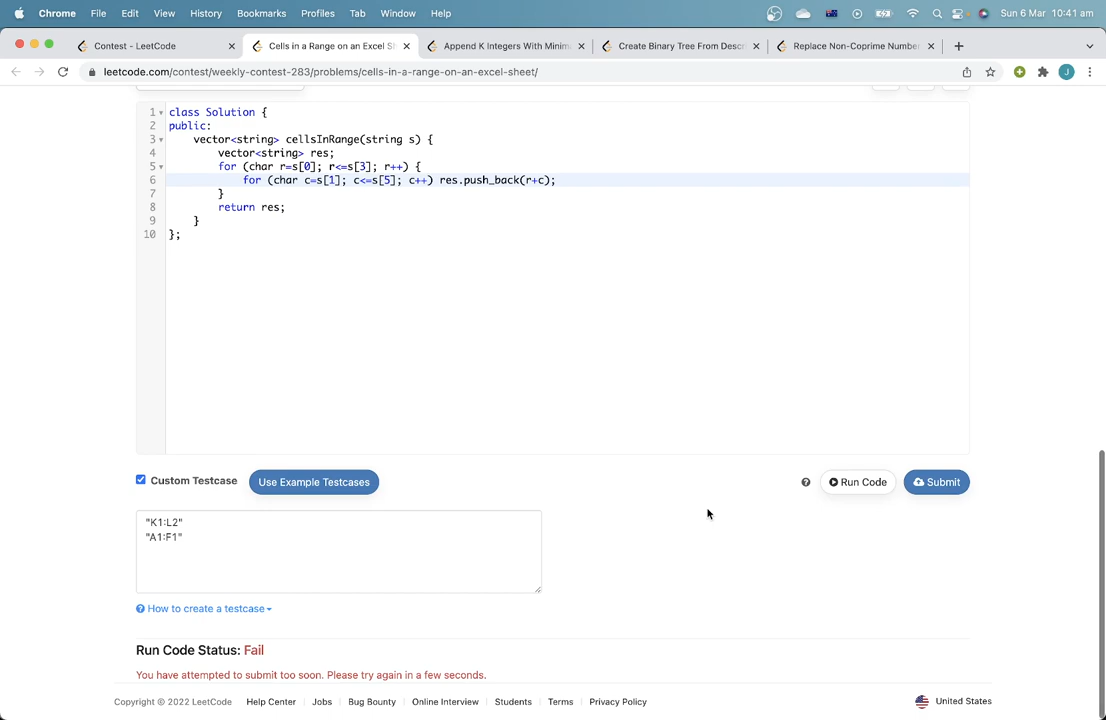 Chrome File Edit View History Bookmarks Profiles Tab Window Help Sun 6 Mar 10:41 am
Contest - LeetCode
Cells in a Range on an Excel Sh
Append K Integers With Minima
Create Binary Tree From Descr
Replace Non-Coprime Number
leetcode.com/contest/weekly-contest-283/problems/cells-in-a-range-on-an-excel-sheet/
J
1 class Solution {
2 public:
3 vector<string> cellsInRange(string s) {
4 vector<string> res;
5 for (char r=s[0]; r<=s[3]; r++) {
6 for (char c=s[1]; c<=s[5]; c++) res.push_back(r+c);
7 }
8 return res;
9 }
10 };
Custom Testcase Use Example Testcases Run Code Submit
"K1:L2"
"A1:F1"
How to create a testcase
Run Code Status: Fail
You have attempted to submit too soon. Please try again in a few seconds.
Copyright © 2022 LeetCode Help Center Jobs Bug Bounty Online Interview Students Terms Privacy Policy United States